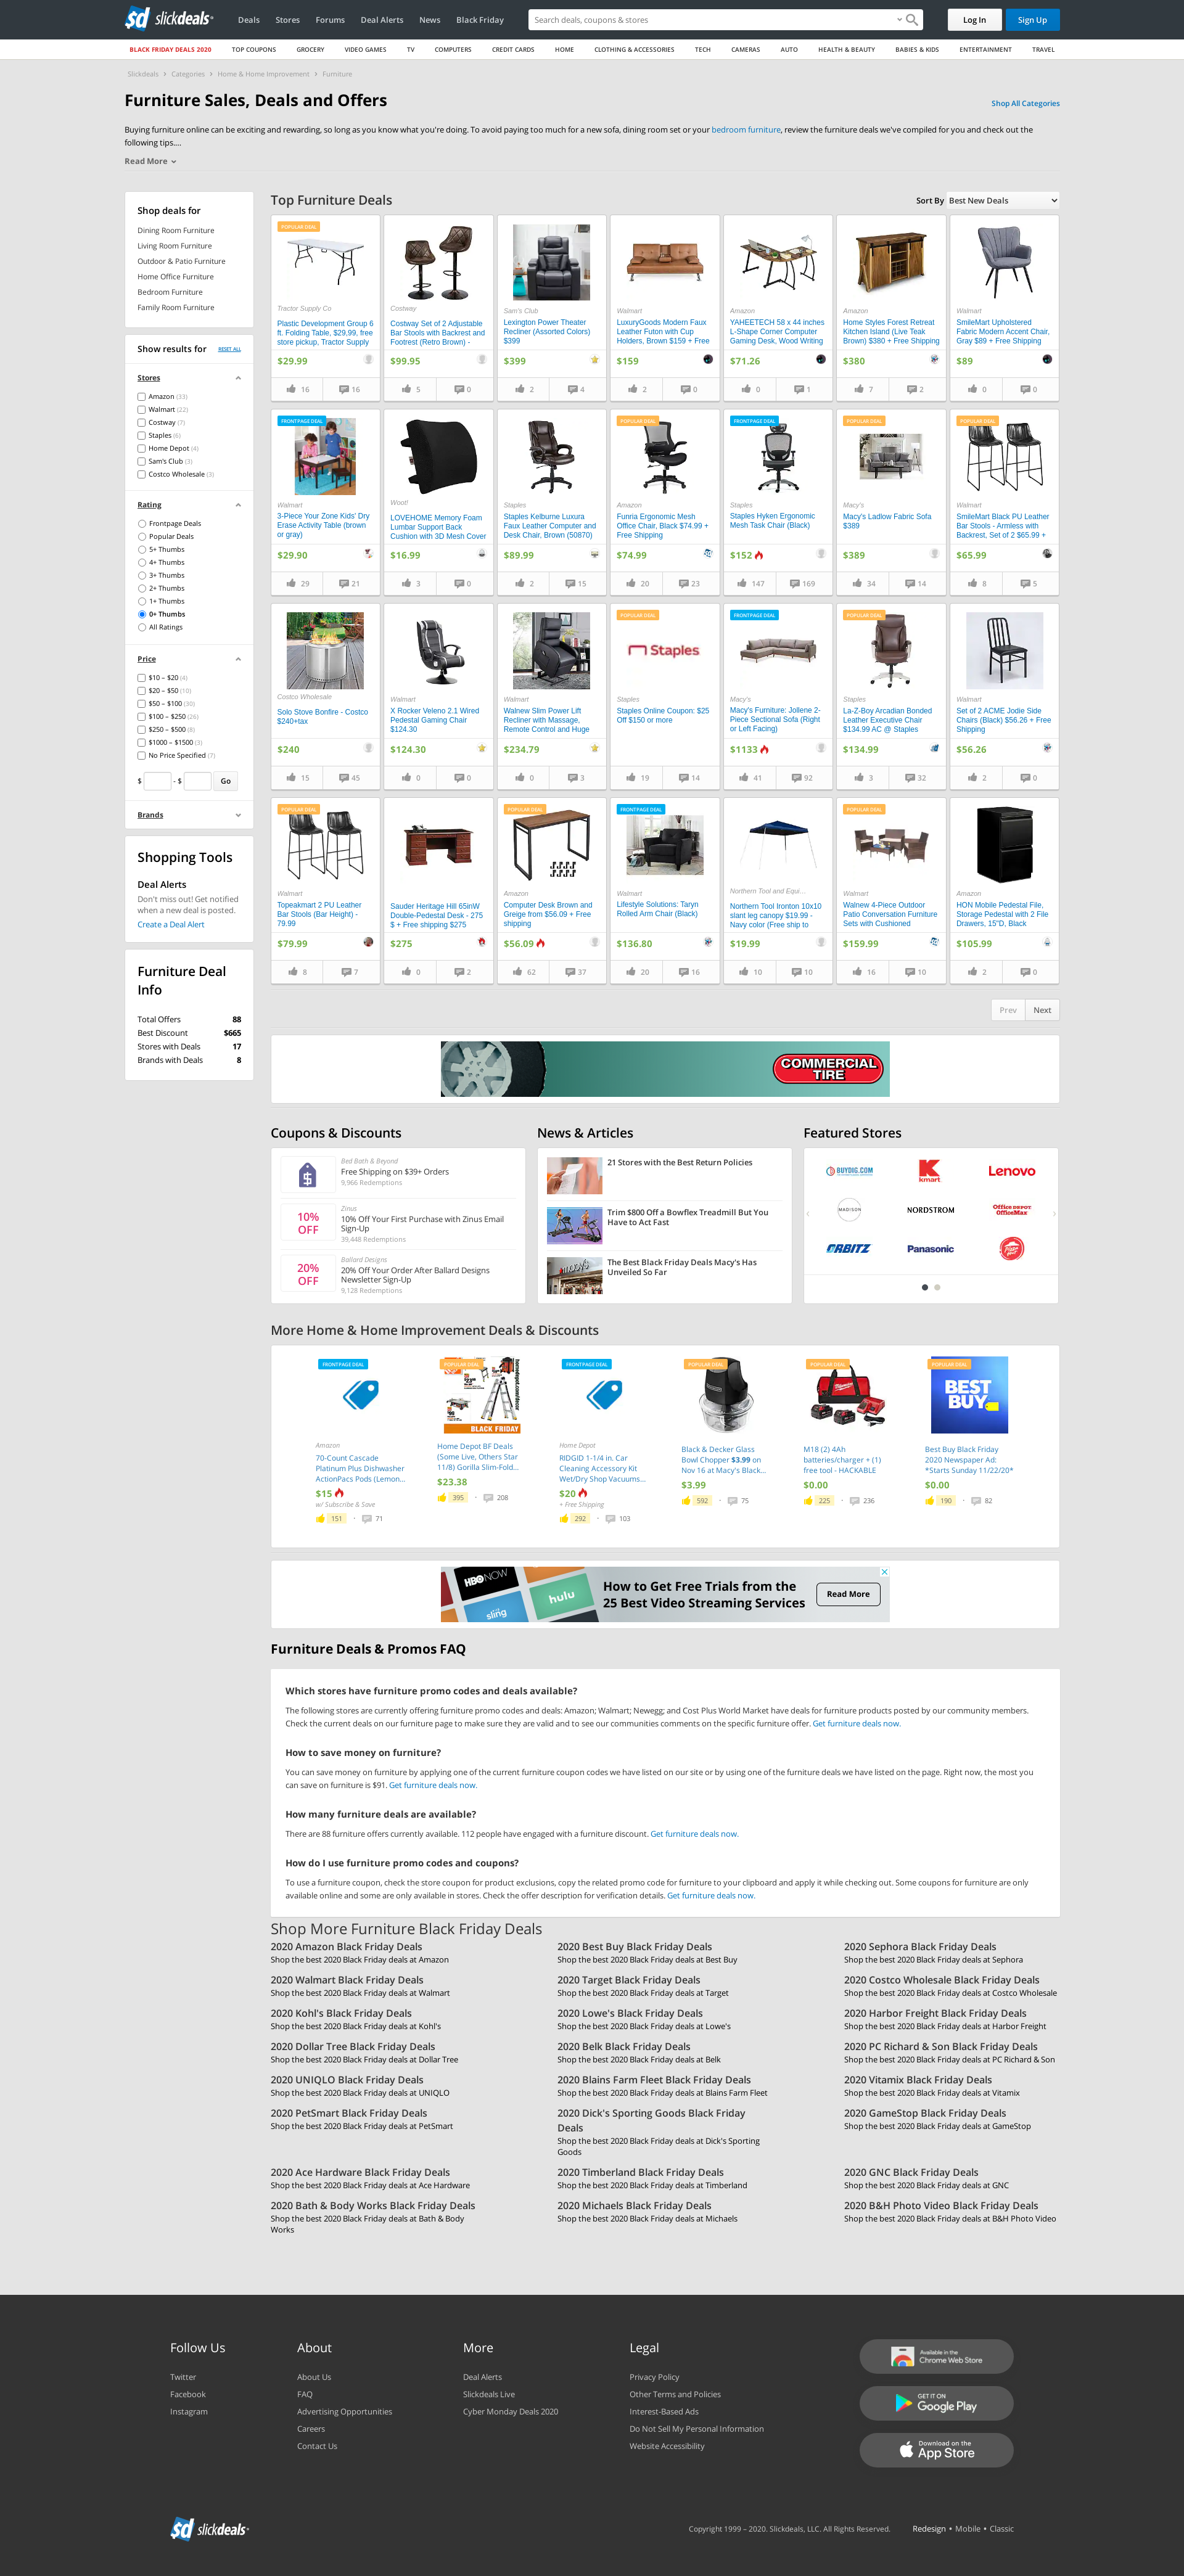 sd slickdeals
Deals Stores Forums Deal Alerts News Black Friday
Search deals, coupons & stores
Log In Sign Up
BLACK FRIDAY DEALS 2020 TOP COUPONS GROCERY VIDEO GAMES TV COMPUTERS CREDIT CARDS HOME CLOTHING & ACCESSORIES TECH CAMERAS AUTO HEALTH & BEAUTY BABIES & KIDS ENTERTAINMENT TRAVEL
Slickdeals › Categories › Home & Home Improvement › Furniture
Furniture Sales, Deals and Offers
Shop All Categories
Buying furniture online can be exciting and rewarding, so long as you know what you're doing. To avoid paying too much for a new sofa, dining room set or your bedroom furniture, review the furniture deals we've compiled for you and check out the
following tips....
Read More
Shop deals for
Dining Room Furniture
Living Room Furniture
Outdoor & Patio Furniture
Home Office Furniture
Bedroom Furniture
Family Room Furniture
Show results for RESET ALL
Stores
Amazon (33)
Walmart (22)
Costway (7)
Staples (6)
Home Depot (4)
Sam's Club (3)
Costco Wholesale (3)
Rating
Frontpage Deals
Popular Deals
5+ Thumbs
4+ Thumbs
3+ Thumbs
2+ Thumbs
1+ Thumbs
0+ Thumbs
All Ratings
Price
$10 – $20 (4)
$20 – $50 (10)
$50 – $100 (30)
$100 – $250 (26)
$250 – $500 (8)
$1000 – $1500 (3)
No Price Specified (7)
$ - $ Go
Brands
Shopping Tools
Deal Alerts
Don't miss out! Get notified
when a new deal is posted.
Create a Deal Alert
Furniture Deal
Info
Total Offers 88
Best Discount $665
Stores with Deals 17
Brands with Deals 8
Top Furniture Deals
Sort By Best New Deals
POPULAR DEAL
Tractor Supply Co
Plastic Development Group 6
ft. Folding Table, $29.99, free
store pickup, Tractor Supply
$29.99
16 16
Costway
Costway Set of 2 Adjustable
Bar Stools with Backrest and
Footrest (Retro Brown) -
$99.95
5 0
Sam's Club
Lexington Power Theater
Recliner (Assorted Colors)
$399
$399
2 4
Walmart
LuxuryGoods Modern Faux
Leather Futon with Cup
Holders, Brown $159 + Free
$159
2 0
Amazon
YAHEETECH 58 x 44 inches
L-Shape Corner Computer
Gaming Desk, Wood Writing
$71.26
0 1
Amazon
Home Styles Forest Retreat
Kitchen Island (Live Teak
Brown) $380 + Free Shipping
$380
7 2
Walmart
SmileMart Upholstered
Fabric Modern Accent Chair,
Gray $89 + Free Shipping
$89
0 0
FRONTPAGE DEAL
Walmart
3-Piece Your Zone Kids' Dry
Erase Activity Table (brown
or gray)
$29.90
29 21
Woot!
LOVEHOME Memory Foam
Lumbar Support Back
Cushion with 3D Mesh Cover
$16.99
3 0
Staples
Staples Kelburne Luxura
Faux Leather Computer and
Desk Chair, Brown (50870)
$89.99
2 15
POPULAR DEAL
Amazon
Funria Ergonomic Mesh
Office Chair, Black $74.99 +
Free Shipping
$74.99
20 23
FRONTPAGE DEAL
Staples
Staples Hyken Ergonomic
Mesh Task Chair (Black)
$152
147 169
POPULAR DEAL
Macy's
Macy's Ladlow Fabric Sofa
$389
$389
34 14
POPULAR DEAL
Walmart
SmileMart Black PU Leather
Bar Stools - Armless with
Backrest, Set of 2 $65.99 +
$65.99
8 5
Costco Wholesale
Solo Stove Bonfire - Costco
$240+tax
$240
15 45
Walmart
X Rocker Veleno 2.1 Wired
Pedestal Gaming Chair
$124.30
$124.30
0 0
Walmart
Walnew Slim Power Lift
Recliner with Massage,
Remote Control and Huge
$234.79
0 3
POPULAR DEAL
Staples
Staples
Staples Online Coupon: $25
Off $150 or more
19 14
FRONTPAGE DEAL
Macy's
Macy's Furniture: Jollene 2-
Piece Sectional Sofa (Right
or Left Facing)
$1133
41 92
POPULAR DEAL
Staples
La-Z-Boy Arcadian Bonded
Leather Executive Chair
$134.99 AC @ Staples
$134.99
3 32
Walmart
Set of 2 ACME Jodie Side
Chairs (Black) $56.26 + Free
Shipping
$56.26
2 0
POPULAR DEAL
Walmart
Topeakmart 2 PU Leather
Bar Stools (Bar Height) -
79.99
$79.99
8 7
Sauder Heritage Hill 65inW
Double-Pedestal Desk - 275
$ + Free shipping $275
$275
0 2
POPULAR DEAL
Amazon
Computer Desk Brown and
Greige from $56.09 + Free
shipping
$56.09
62 37
FRONTPAGE DEAL
Walmart
Lifestyle Solutions: Taryn
Rolled Arm Chair (Black)
$136.80
20 16
Northern Tool and Equi...
Northern Tool Ironton 10x10
slant leg canopy $19.99 -
Navy color (Free ship to
$19.99
10 10
POPULAR DEAL
Walmart
Walnew 4-Piece Outdoor
Patio Conversation Furniture
Sets with Cushioned
$159.99
16 10
Amazon
HON Mobile Pedestal File,
Storage Pedestal with 2 File
Drawers, 15"D, Black
$105.99
2 0
Prev Next
COMMERCIAL
TIRE
Coupons & Discounts
Bed Bath & Beyond
Free Shipping on $39+ Orders
9,966 Redemptions
10%
OFF
Zinus
10% Off Your First Purchase with Zinus Email
Sign-Up
39,448 Redemptions
20%
OFF
Ballard Designs
20% Off Your Order After Ballard Designs
Newsletter Sign-Up
9,128 Redemptions
News & Articles
21 Stores with the Best Return Policies
Trim $800 Off a Bowflex Treadmill But You
Have to Act Fast
The Best Black Friday Deals Macy's Has
Unveiled So Far
Featured Stores
BUYDIG.COM
kmart
Lenovo
MADISON
NORDSTROM
Office DEPOT
OfficeMax
ORBITZ
Panasonic
More Home & Home Improvement Deals & Discounts
FRONTPAGE DEAL
Amazon
70-Count Cascade
Platinum Plus Dishwasher
ActionPacs Pods (Lemon...
$15
w/ Subscribe & Save
151 · 71
POPULAR DEAL
BLACK FRIDAY
Home Depot BF Deals
(Some Live, Others Star
11/8) Gorilla Slim-Fold...
$23.38
395 · 208
FRONTPAGE DEAL
Home Depot
RIDGID 1-1/4 in. Car
Cleaning Accessory Kit
Wet/Dry Shop Vacuums...
$20
+ Free Shipping
292 · 103
POPULAR DEAL
Black & Decker Glass
Bowl Chopper $3.99 on
Nov 16 at Macy's Black...
$3.99
592 · 75
POPULAR DEAL
M18 (2) 4Ah
batteries/charger + (1)
free tool - HACKABLE
$0.00
225 · 236
POPULAR DEAL
BEST
BUY
Best Buy Black Friday
2020 Newspaper Ad:
*Starts Sunday 11/22/20*
$0.00
190 · 82
HBO NOW
sling
hulu
How to Get Free Trials from the
25 Best Video Streaming Services
Read More
Furniture Deals & Promos FAQ
Which stores have furniture promo codes and deals available?
The following stores are currently offering furniture promo codes and deals: Amazon; Walmart; Newegg; and Cost Plus World Market have deals for furniture products posted by our community members.
Check the current deals on our furniture page to make sure they are valid and to see our communities comments on the specific furniture offer. Get furniture deals now.
How to save money on furniture?
You can save money on furniture by applying one of the current furniture coupon codes we have listed on our site or by using one of the furniture deals we have listed on the page. Right now, the most you
can save on furniture is $91. Get furniture deals now.
How many furniture deals are available?
There are 88 furniture offers currently available. 112 people have engaged with a furniture discount. Get furniture deals now.
How do I use furniture promo codes and coupons?
To use a furniture coupon, check the store coupon for product exclusions, copy the related promo code for furniture to your clipboard and apply it while checking out. Some coupons for furniture are only
available online and some are only available in stores. Check the offer description for verification details. Get furniture deals now.
Shop More Furniture Black Friday Deals
2020 Amazon Black Friday Deals
Shop the best 2020 Black Friday deals at Amazon
2020 Best Buy Black Friday Deals
Shop the best 2020 Black Friday deals at Best Buy
2020 Sephora Black Friday Deals
Shop the best 2020 Black Friday deals at Sephora
2020 Walmart Black Friday Deals
Shop the best 2020 Black Friday deals at Walmart
2020 Target Black Friday Deals
Shop the best 2020 Black Friday deals at Target
2020 Costco Wholesale Black Friday Deals
Shop the best 2020 Black Friday deals at Costco Wholesale
2020 Kohl's Black Friday Deals
Shop the best 2020 Black Friday deals at Kohl's
2020 Lowe's Black Friday Deals
Shop the best 2020 Black Friday deals at Lowe's
2020 Harbor Freight Black Friday Deals
Shop the best 2020 Black Friday deals at Harbor Freight
2020 Dollar Tree Black Friday Deals
Shop the best 2020 Black Friday deals at Dollar Tree
2020 Belk Black Friday Deals
Shop the best 2020 Black Friday deals at Belk
2020 PC Richard & Son Black Friday Deals
Shop the best 2020 Black Friday deals at PC Richard & Son
2020 UNIQLO Black Friday Deals
Shop the best 2020 Black Friday deals at UNIQLO
2020 Blains Farm Fleet Black Friday Deals
Shop the best 2020 Black Friday deals at Blains Farm Fleet
2020 Vitamix Black Friday Deals
Shop the best 2020 Black Friday deals at Vitamix
2020 PetSmart Black Friday Deals
Shop the best 2020 Black Friday deals at PetSmart
2020 Dick's Sporting Goods Black Friday
Deals
Shop the best 2020 Black Friday deals at Dick's Sporting
Goods
2020 GameStop Black Friday Deals
Shop the best 2020 Black Friday deals at GameStop
2020 Ace Hardware Black Friday Deals
Shop the best 2020 Black Friday deals at Ace Hardware
2020 Timberland Black Friday Deals
Shop the best 2020 Black Friday deals at Timberland
2020 GNC Black Friday Deals
Shop the best 2020 Black Friday deals at GNC
2020 Bath & Body Works Black Friday Deals
Shop the best 2020 Black Friday deals at Bath & Body
Works
2020 Michaels Black Friday Deals
Shop the best 2020 Black Friday deals at Michaels
2020 B&H Photo Video Black Friday Deals
Shop the best 2020 Black Friday deals at B&H Photo Video
Follow Us
Twitter
Facebook
Instagram
About
About Us
FAQ
Advertising Opportunities
Careers
Contact Us
More
Deal Alerts
Slickdeals Live
Cyber Monday Deals 2020
Legal
Privacy Policy
Other Terms and Policies
Interest-Based Ads
Do Not Sell My Personal Information
Website Accessibility
Available in the
Chrome Web Store
GET IT ON
Google Play
Download on the
App Store
sd slickdeals
Copyright 1999 – 2020. Slickdeals, LLC. All Rights Reserved. Redesign • Mobile • Classic